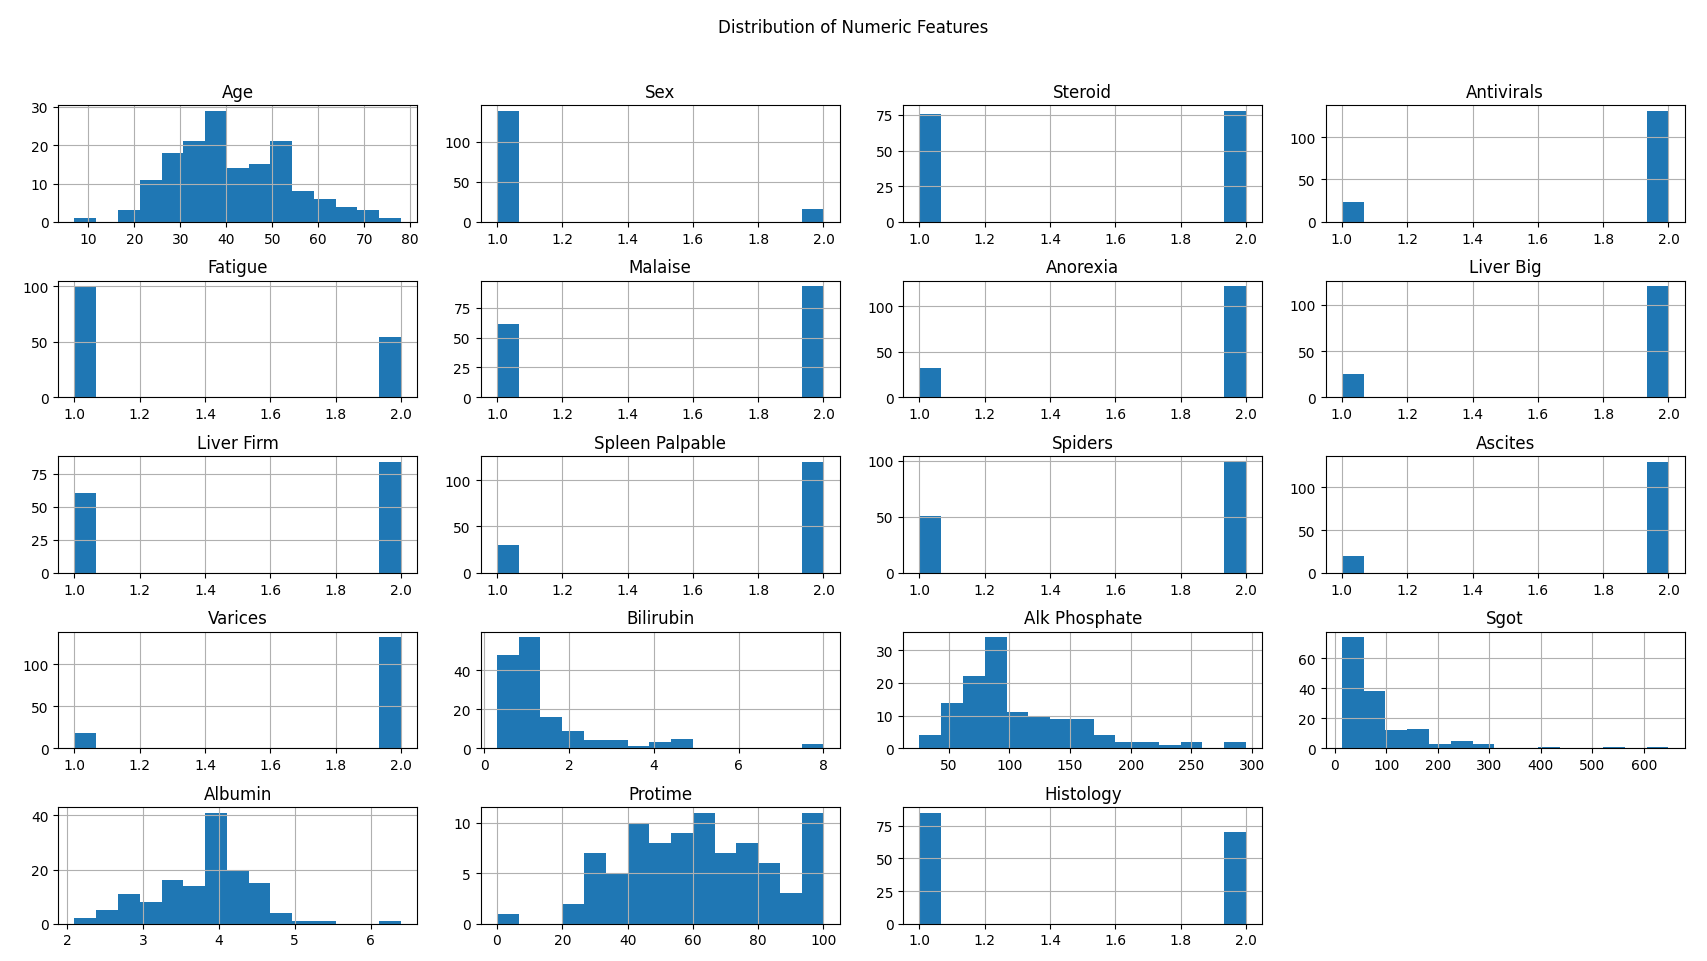 Distribution of Numeric Features
Age
Sex
Steroid
Antivirals
30
20
10
0
10 20 30 40 50 60 70 80
100
50
0
1.0 1.2 1.4 1.6 1.8 2.0
75
50
25
0
1.0 1.2 1.4 1.6 1.8 2.0
100
50
0
1.0 1.2 1.4 1.6 1.8 2.0
Fatigue
Malaise
Anorexia
Liver Big
100
50
0
1.0 1.2 1.4 1.6 1.8 2.0
75
50
25
0
1.0 1.2 1.4 1.6 1.8 2.0
100
50
0
1.0 1.2 1.4 1.6 1.8 2.0
100
50
0
1.0 1.2 1.4 1.6 1.8 2.0
Liver Firm
Spleen Palpable
Spiders
Ascites
75
50
25
0
1.0 1.2 1.4 1.6 1.8 2.0
100
50
0
1.0 1.2 1.4 1.6 1.8 2.0
100
50
0
1.0 1.2 1.4 1.6 1.8 2.0
100
50
0
1.0 1.2 1.4 1.6 1.8 2.0
Varices
Bilirubin
Alk Phosphate
Sgot
100
50
0
1.0 1.2 1.4 1.6 1.8 2.0
40
20
0
0 2 4 6 8
30
20
10
0
50 100 150 200 250 300
60
40
20
0
0 100 200 300 400 500 600
Albumin
Protime
Histology
40
20
0
2 3 4 5 6
10
5
0
0 20 40 60 80 100
75
50
25
0
1.0 1.2 1.4 1.6 1.8 2.0